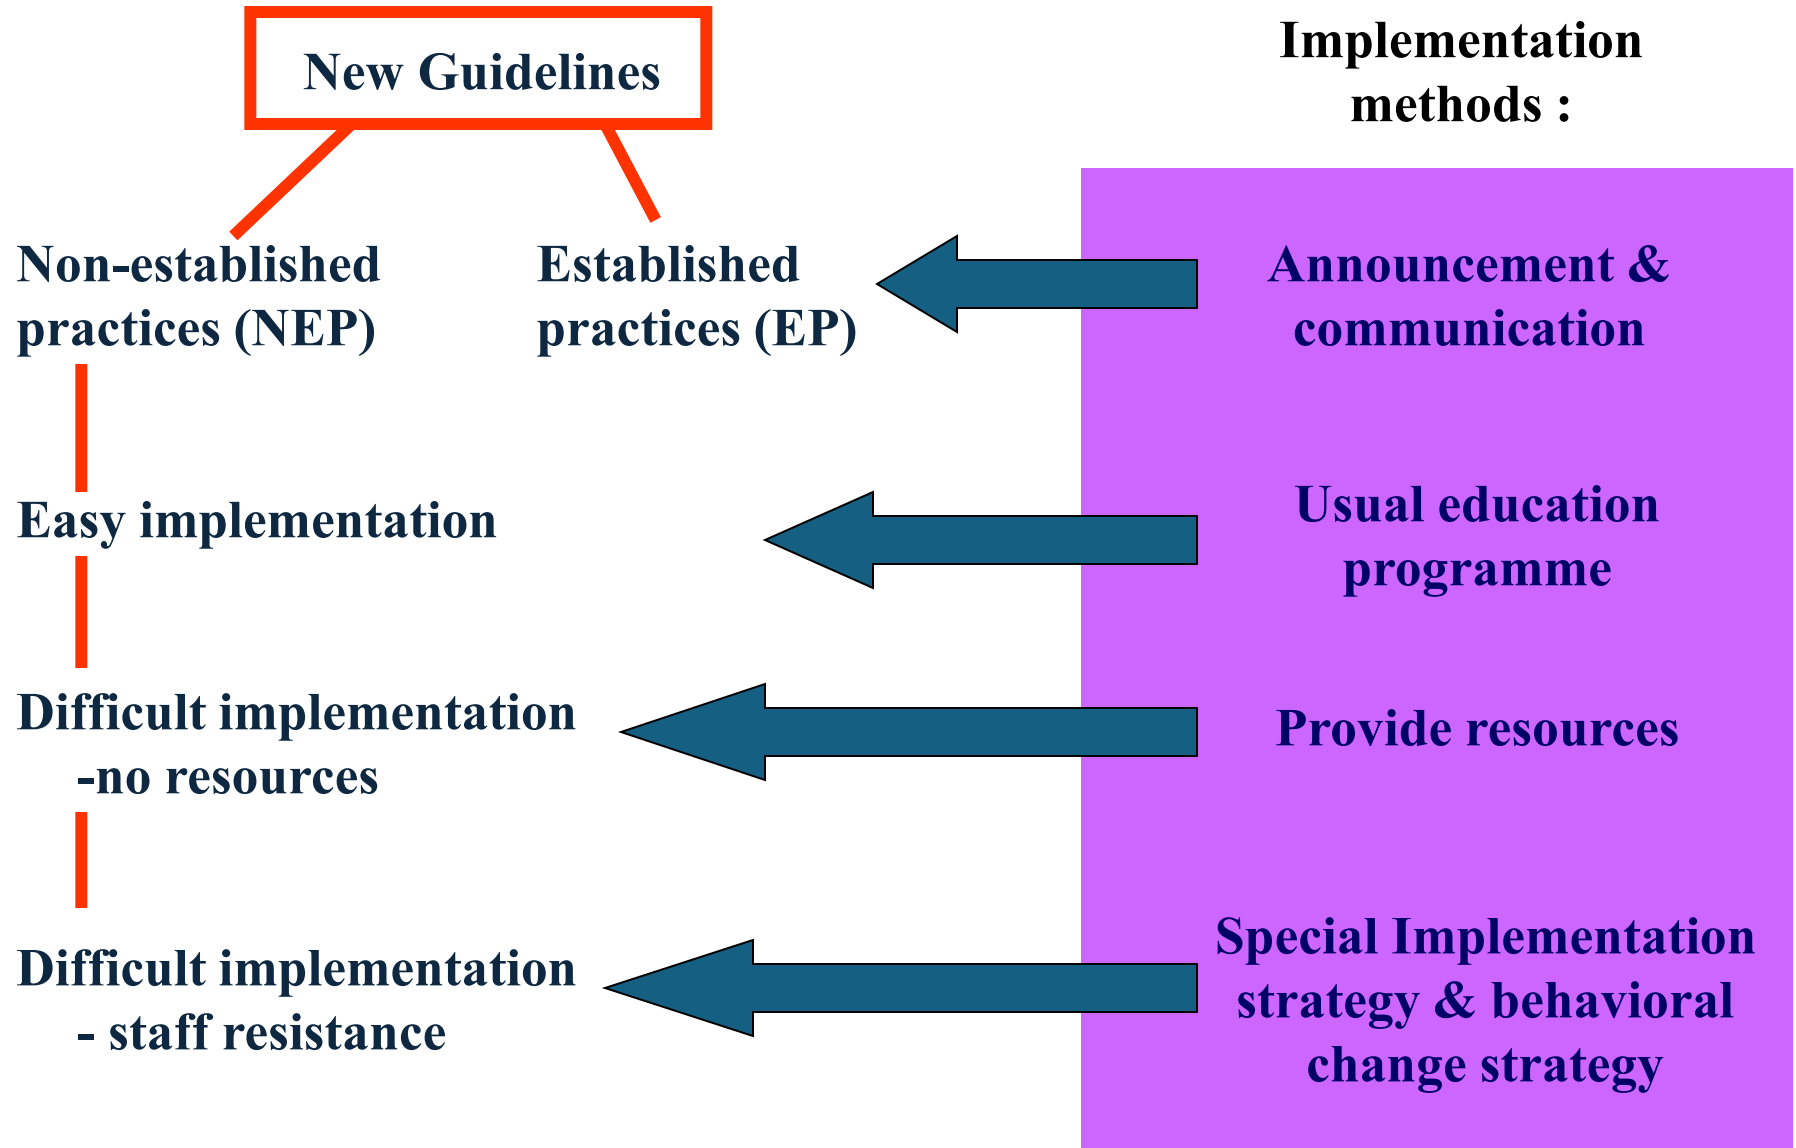 New Guidelines
Implementation
methods :
Non-established
practices (NEP)
Established
practices (EP)
Announcement &
communication
Easy implementation
Usual education
programme
Difficult implementation
-no resources
Provide resources
Difficult implementation
- staff resistance
Special Implementation
strategy & behavioral
change strategy